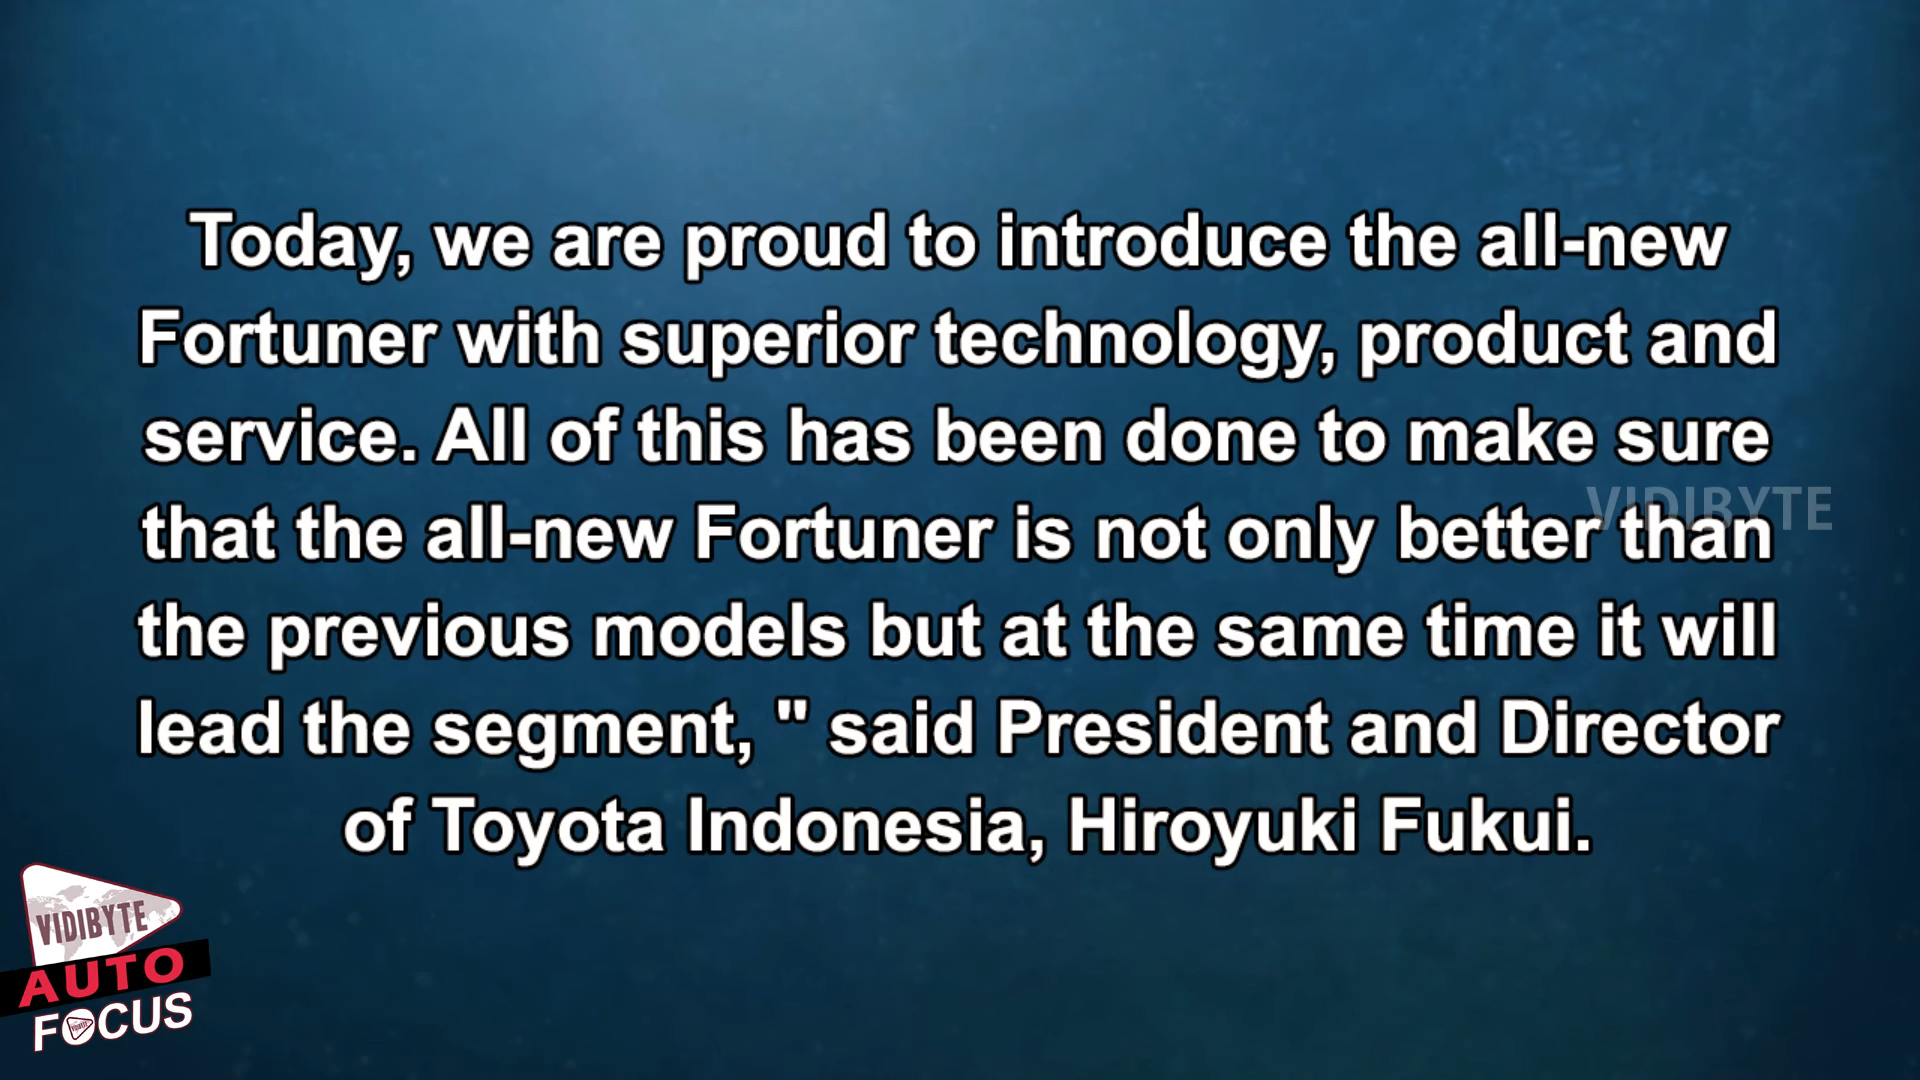 Today, we are proud to introduce the all-new
Fortuner with superior technology, product and
service. All of this has been done to make sure
that the all-new Fortuner is not only better than
the previous models but at the same time it will
lead the segment, " said President and Director
of Toyota Indonesia, Hiroyuki Fukui.
VIDIBYTE
VIDIBYTE
AUTO
FOCUS